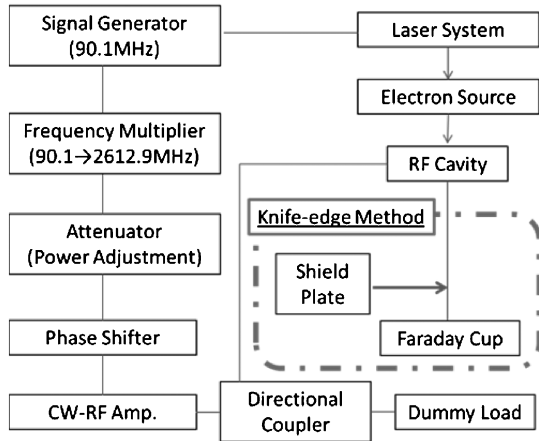 Signal Generator
(90.1MHz)
Laser System
Electron Source
Frequency Multiplier
(90.1→2612.9MHz)
RF Cavity
Knife-edge Method
Attenuator
(Power Adjustment)
Shield
Plate
Phase Shifter
Faraday Cup
CW-RF Amp.
Directional
Coupler
Dummy Load